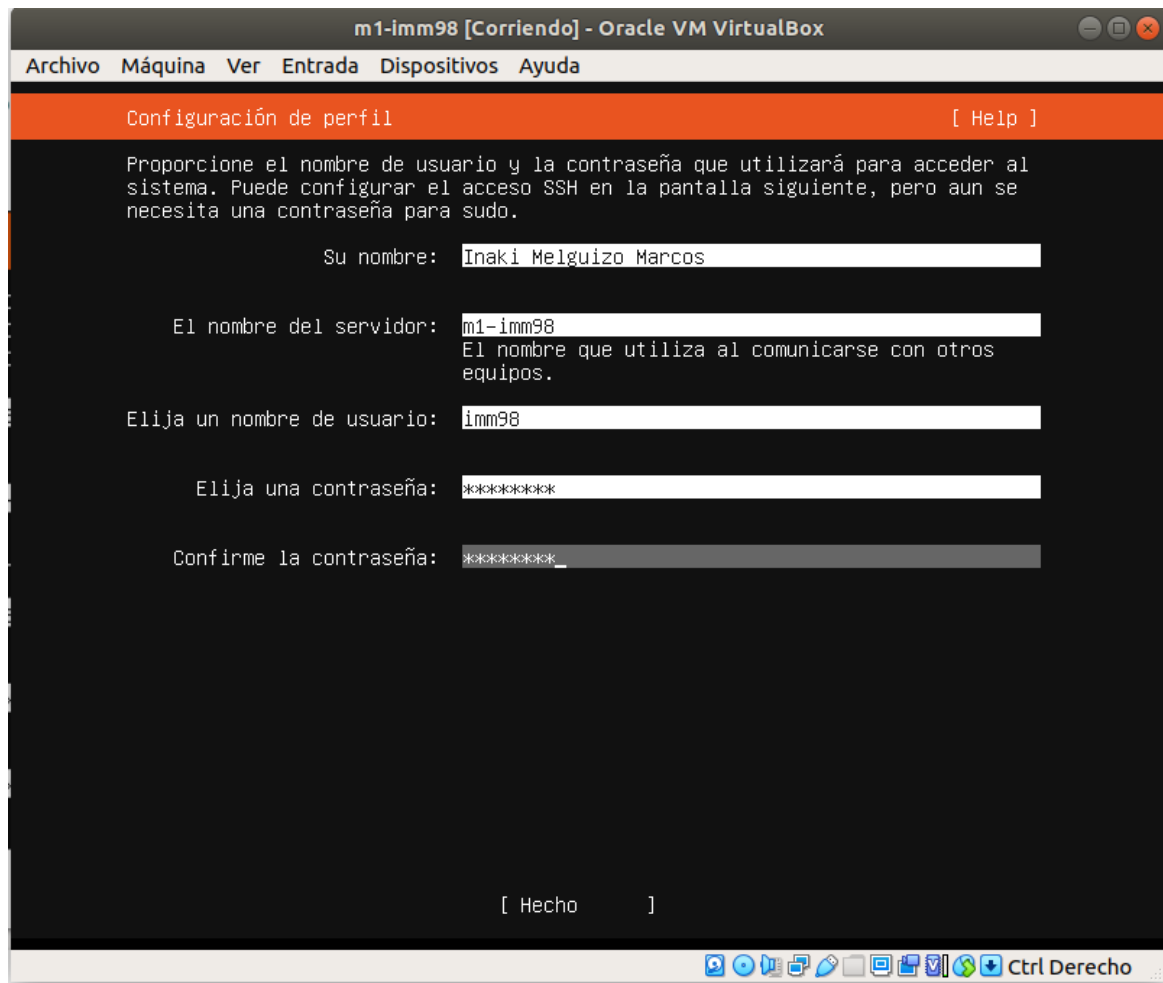 m1-imm98 [Corriendo] - Oracle VM VirtualBox
Archivo Máquina Ver Entrada Dispositivos Ayuda
Configuración de perfil [ Help ]
Proporcione el nombre de usuario y la contraseña que utilizará para acceder al
sistema. Puede configurar el acceso SSH en la pantalla siguiente, pero aun se
necesita una contraseña para sudo.
Su nombre: Inaki Melguizo Marcos
El nombre del servidor: m1-imm98
El nombre que utiliza al comunicarse con otros
equipos.
Elija un nombre de usuario: imm98
Elija una contraseña: ********
Confirme la contraseña: ********_
[ Hecho ]
Ctrl Derecho